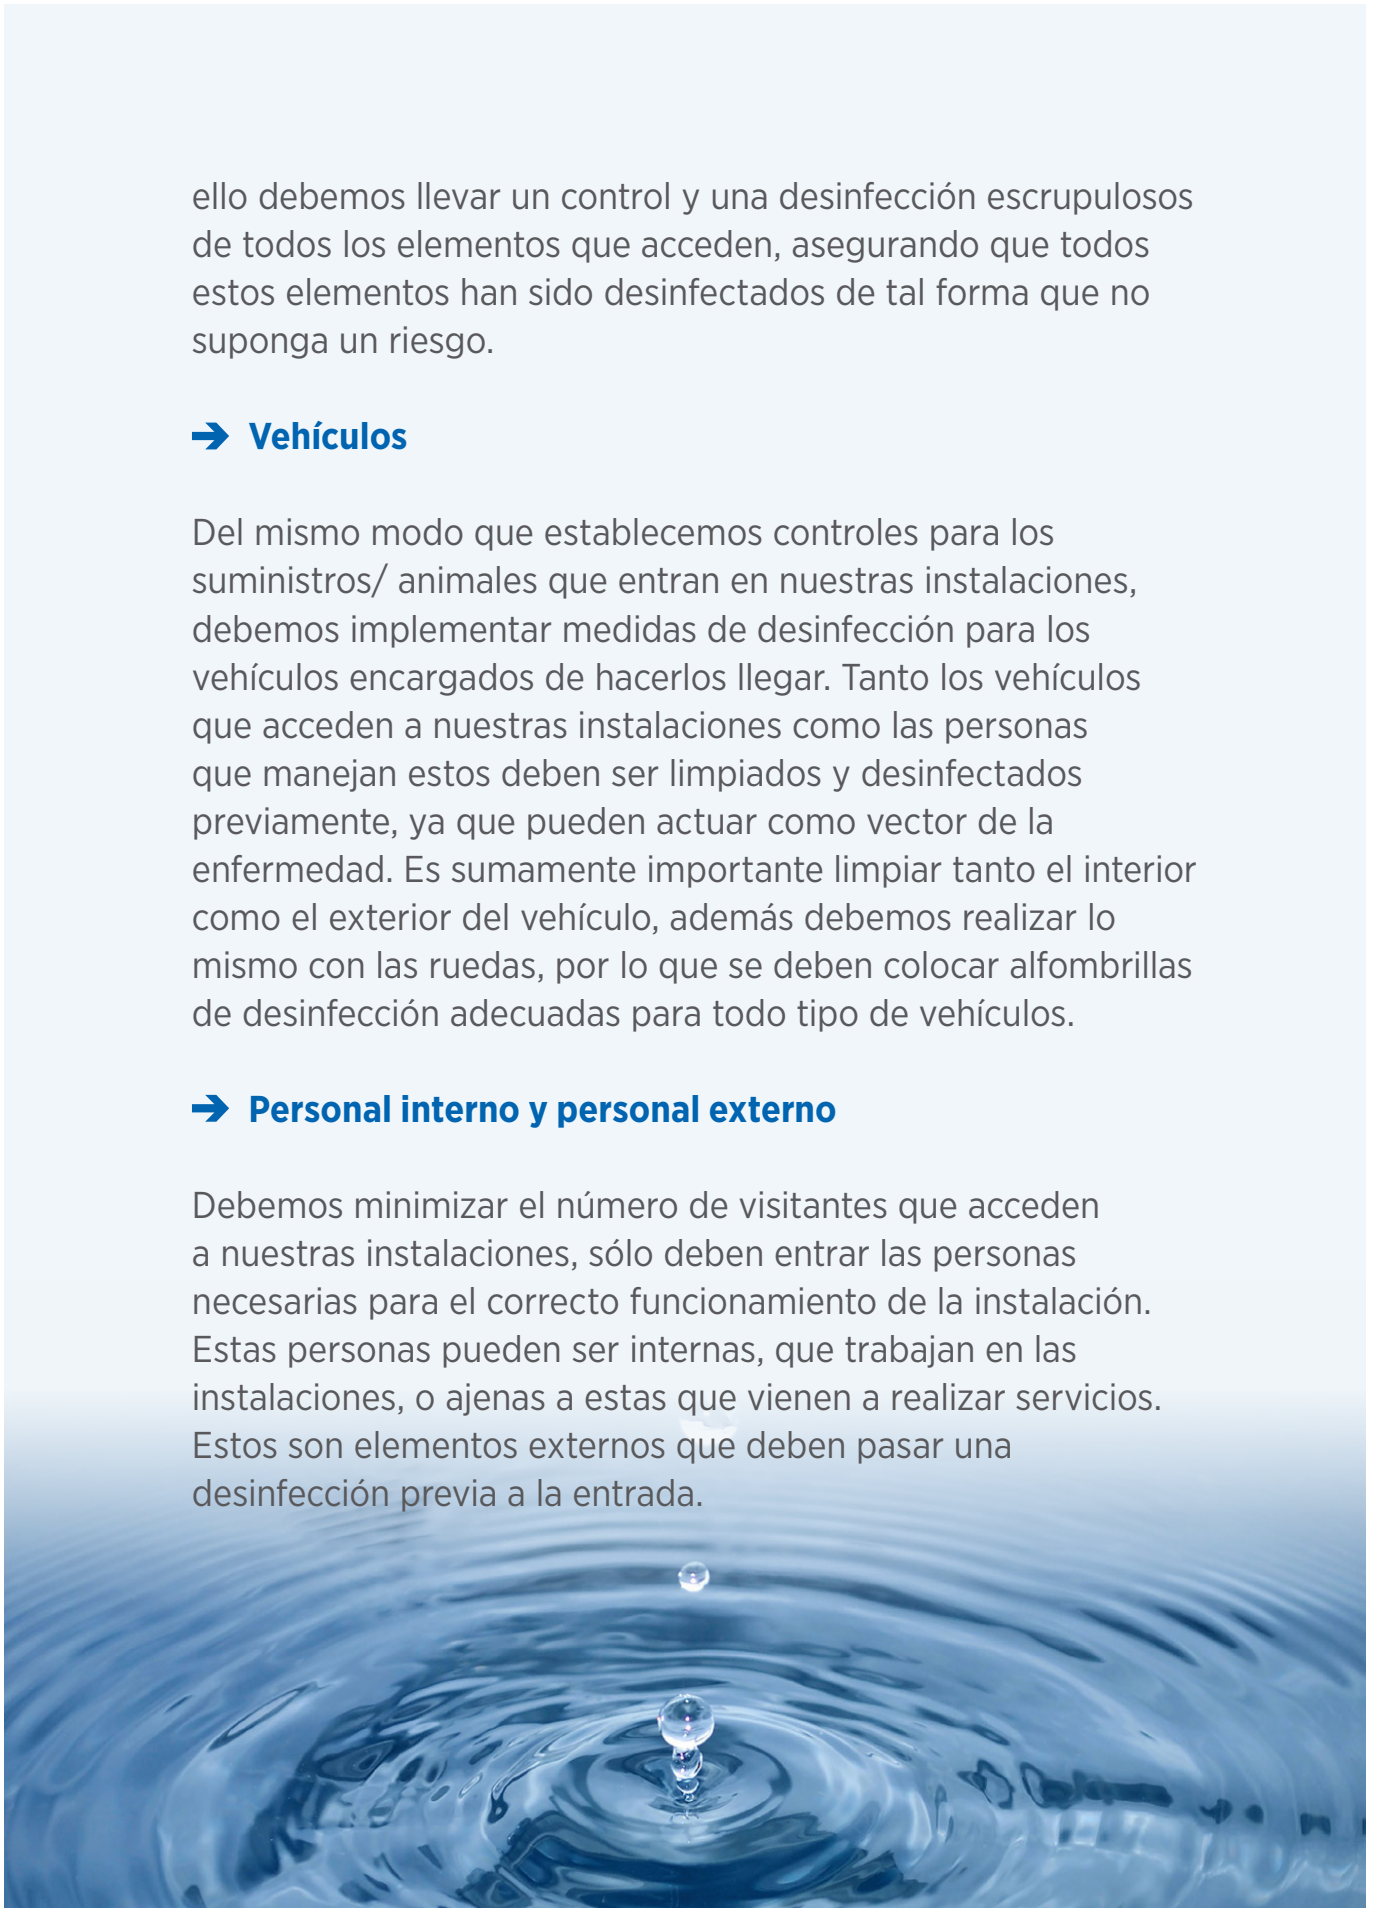 ello debemos llevar un control y una desinfección escrupulosos
de todos los elementos que acceden, asegurando que todos
estos elementos han sido desinfectados de tal forma que no
suponga un riesgo.
Vehículos
Del mismo modo que establecemos controles para los
suministros/ animales que entran en nuestras instalaciones,
debemos implementar medidas de desinfección para los
vehículos encargados de hacerlos llegar. Tanto los vehículos
que acceden a nuestras instalaciones como las personas
que manejan estos deben ser limpiados y desinfectados
previamente, ya que pueden actuar como vector de la
enfermedad. Es sumamente importante limpiar tanto el interior
como el exterior del vehículo, además debemos realizar lo
mismo con las ruedas, por lo que se deben colocar alfombrillas
de desinfección adecuadas para todo tipo de vehículos.
Personal interno y personal externo
Debemos minimizar el número de visitantes que acceden
a nuestras instalaciones, sólo deben entrar las personas
necesarias para el correcto funcionamiento de la instalación.
Estas personas pueden ser internas, que trabajan en las
instalaciones, o ajenas a estas que vienen a realizar servicios.
Estos son elementos externos que deben pasar una
desinfección previa a la entrada.